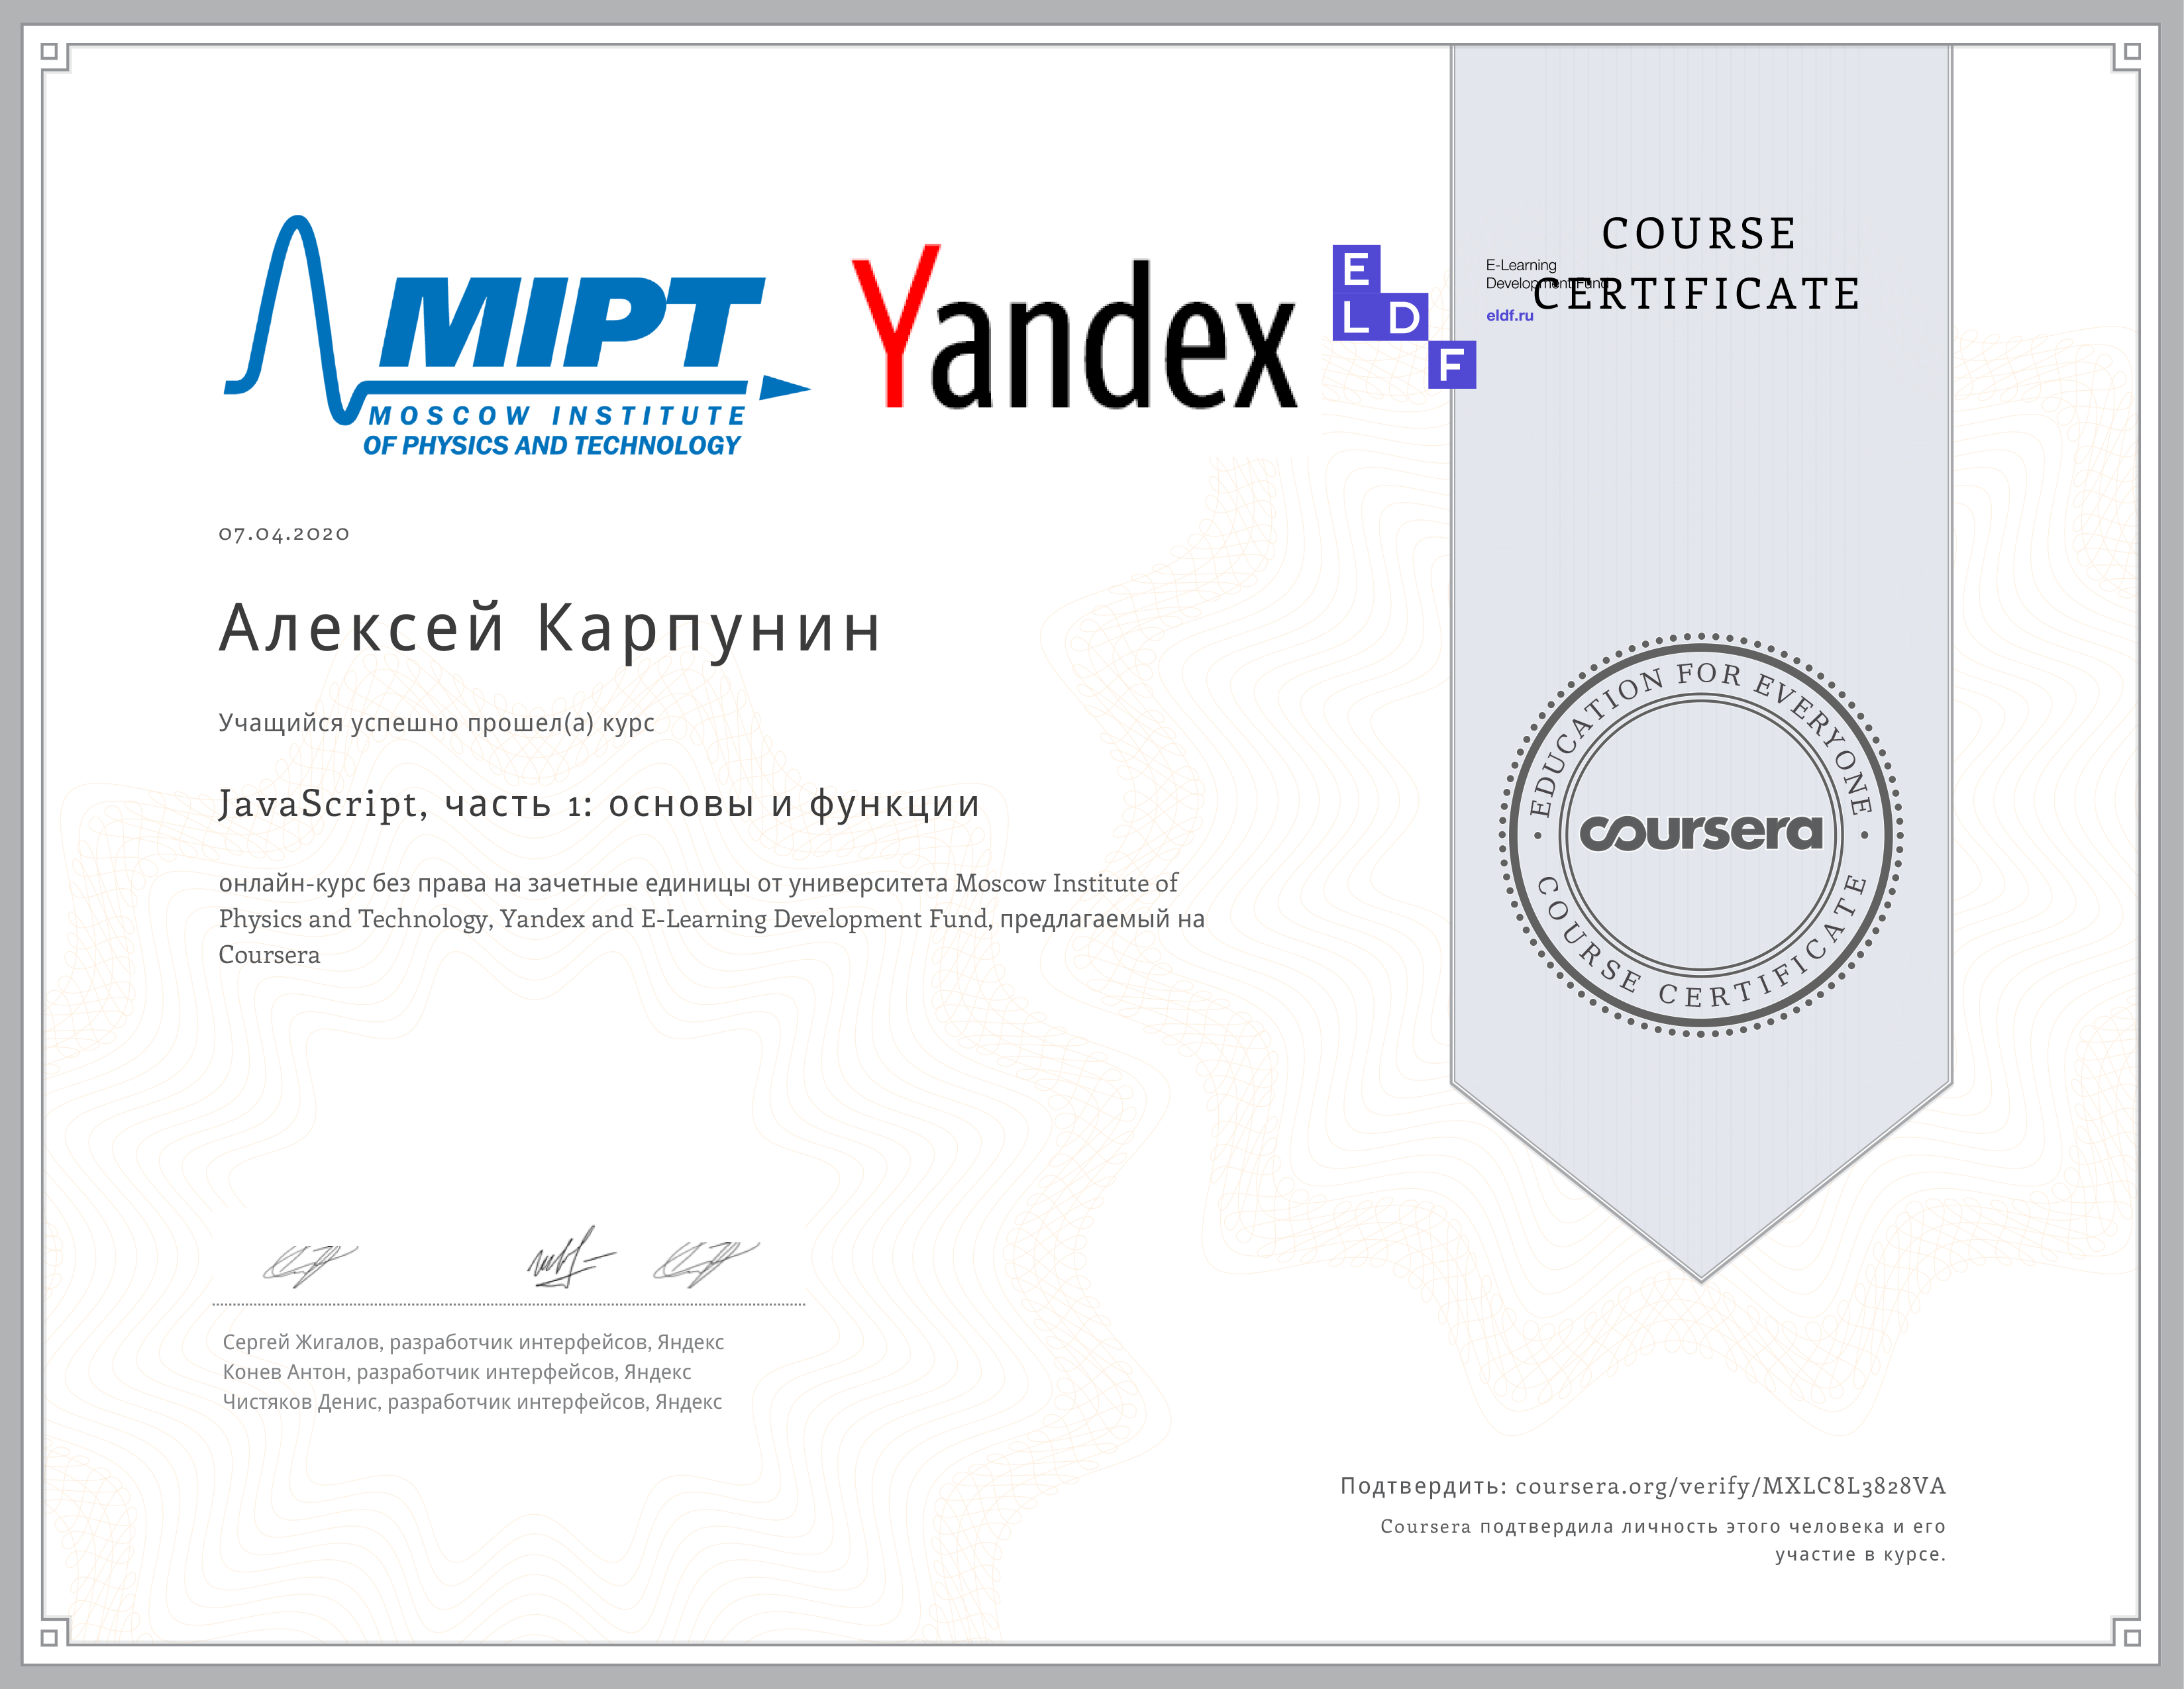 MIPT
MOSCOW INSTITUTE
OF PHYSICS AND TECHNOLOGY
Yandex
E
L D
F
E-Learning
Development Fund
eldf.ru
COURSE
CERTIFICATE
07.04.2020
Алексей Карпунин
Учащийся успешно прошел(а) курс
JavaScript, часть 1: основы и функции
онлайн-курс без права на зачетные единицы от университета Moscow Institute of
Physics and Technology, Yandex and E-Learning Development Fund, предлагаемый на
Coursera
EDUCATION FOR EVERYONE
coursera
COURSE CERTIFICATE
Сергей Жигалов, разработчик интерфейсов, Яндекс
Конев Антон, разработчик интерфейсов, Яндекс
Чистяков Денис, разработчик интерфейсов, Яндекс
Подтвердить: coursera.org/verify/MXLC8L3828VA
Coursera подтвердила личность этого человека и его
участие в курсе.